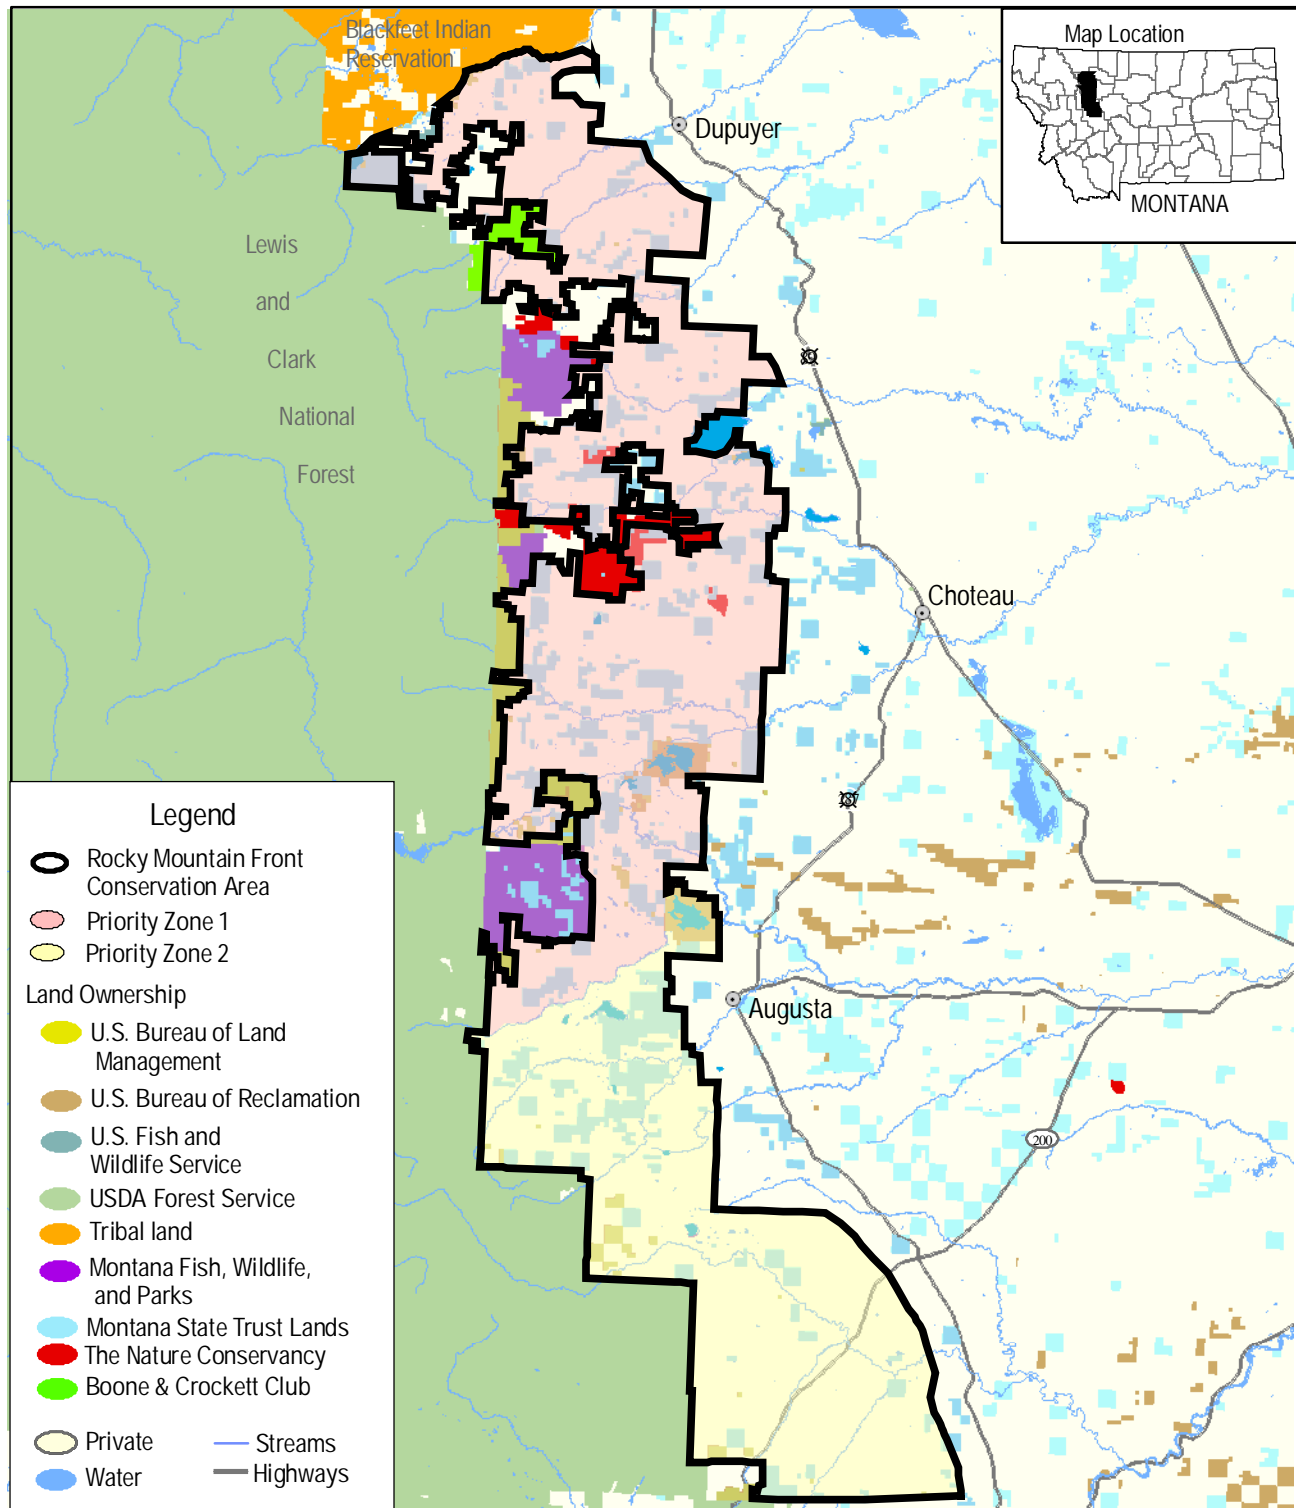 Blackfeet Indian
Reservation
Map Location
MONTANA
Dupuyer
Lewis
and
Clark
National
Forest
Choteau
Augusta
200
Legend
Rocky Mountain Front
Conservation Area
Priority Zone 1
Priority Zone 2
Land Ownership
U.S. Bureau of Land
Management
U.S. Bureau of Reclamation
U.S. Fish and
Wildlife Service
USDA Forest Service
Tribal land
Montana Fish, Wildlife,
and Parks
Montana State Trust Lands
The Nature Conservancy
Boone & Crockett Club
Private
Water
Streams
Highways